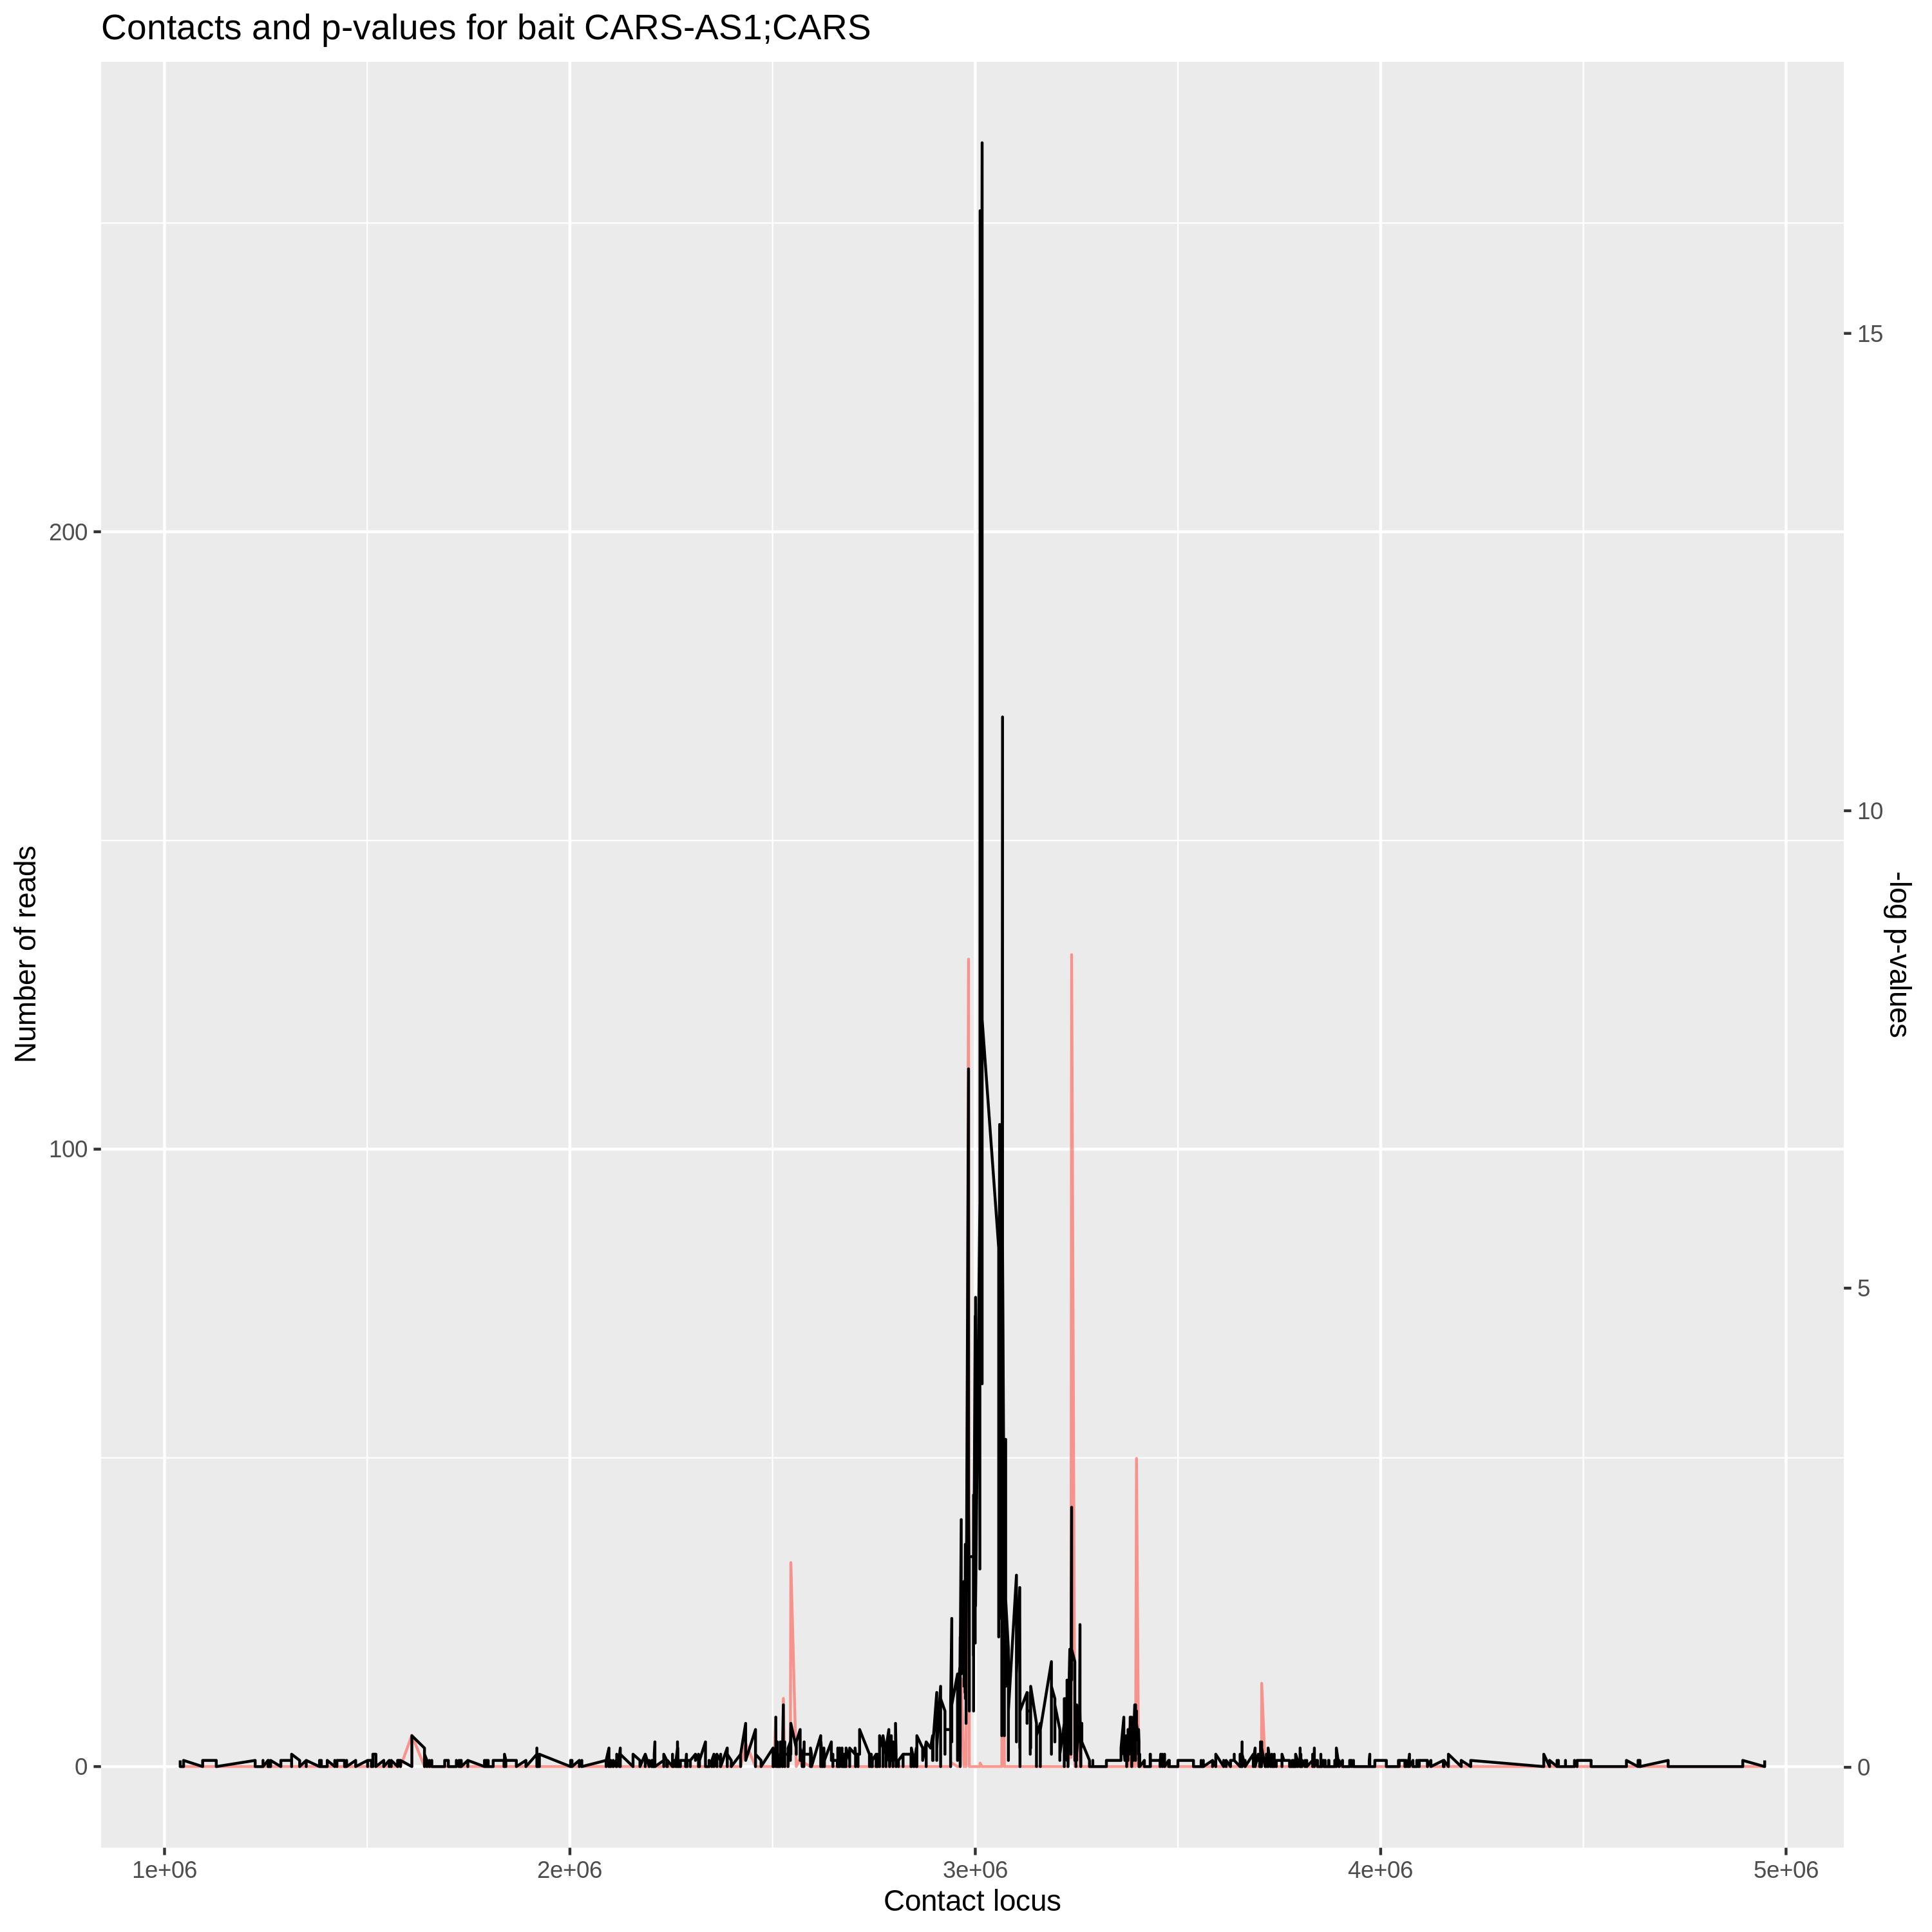 Contacts and p-values for bait CARS-AS1;CARS
Number of reads
200
100
0
15
10
5
0
-log p-values
1e+06
2e+06
3e+06
4e+06
5e+06
Contact locus